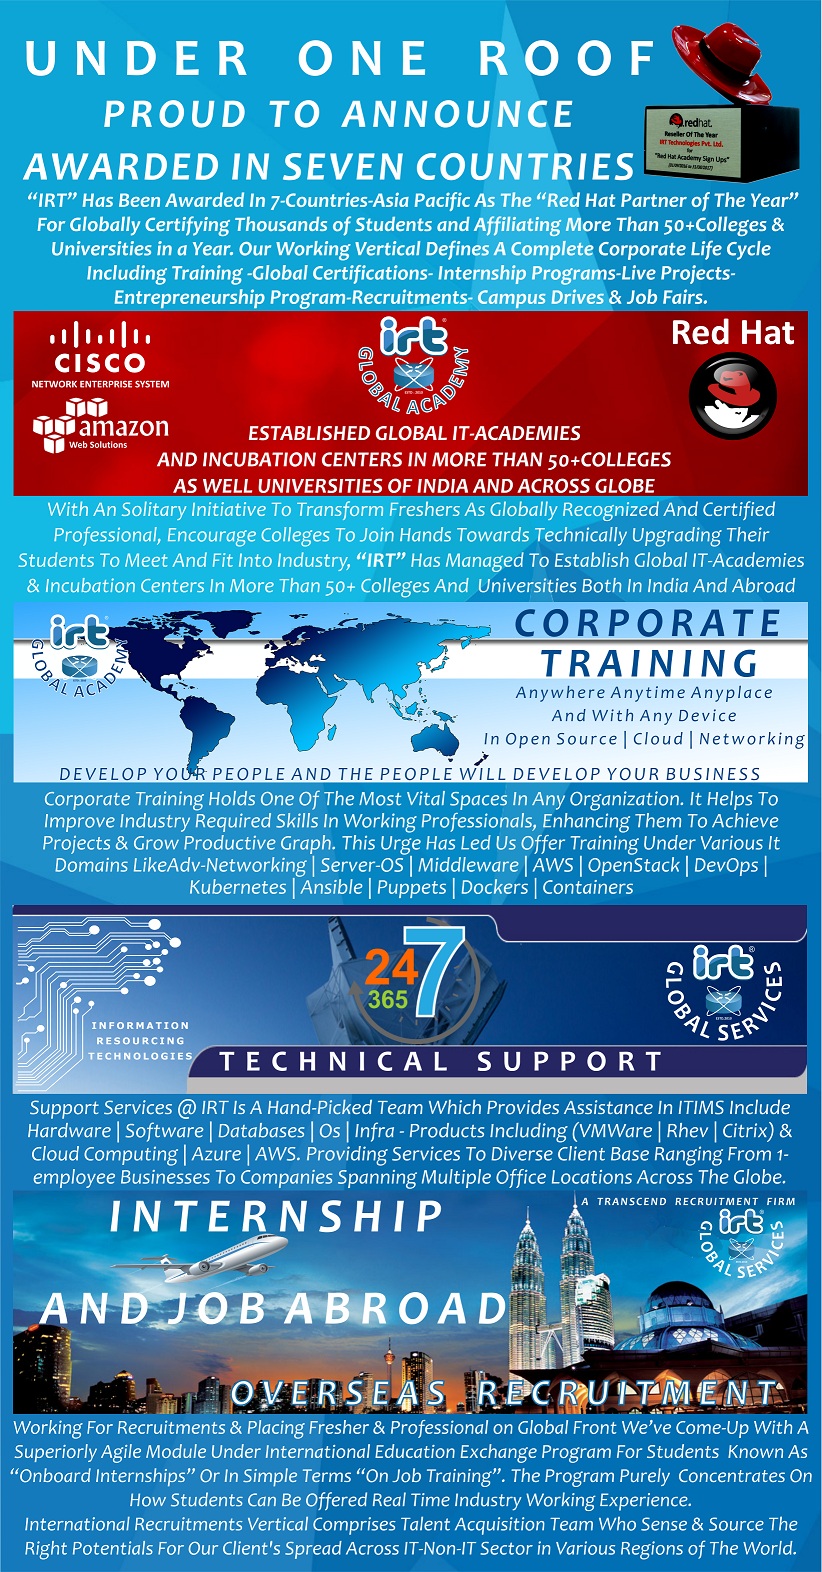 UNDER ONE ROOF
PROUD TO ANNOUNCE
AWARDED IN SEVEN COUNTRIES
redhat.
Reseller Of The Year
IRT Technologies Pvt. Ltd.
for
"Red Hat Academy Sign Ups"
"IRT" Has Been Awarded In 7-Countries-Asia Pacific As The "Red Hat Partner of The Year"
For Globally Certifying Thousands of Students and Affiliating More Than 50+Colleges &
Universities in a Year. Our Working Vertical Defines A Complete Corporate Life Cycle
Including Training -Global Certifications- Internship Programs-Live Projects-
Entrepreneurship Program-Recruitments- Campus Drives & Job Fairs.
CISCO
NETWORK ENTERPRISE SYSTEM
amazon
Web Solutions
irt
GLOBAL ACADEMY
Red Hat
ESTABLISHED GLOBAL IT-ACADEMIES
AND INCUBATION CENTERS IN MORE THAN 50+COLLEGES
AS WELL UNIVERSITIES OF INDIA AND ACROSS GLOBE
With An Solitary Initiative To Transform Freshers As Globally Recognized And Certified
Professional, Encourage Colleges To Join Hands Towards Technically Upgrading Their
Students To Meet And Fit Into Industry, "IRT" Has Managed To Establish Global IT-Academies
& Incubation Centers In More Than 50+ Colleges And Universities Both In India And Abroad
irt
GLOBAL ACADEMY
CORPORATE
TRAINING
Anywhere Anytime Anyplace
And With Any Device
In Open Source | Cloud | Networking
DEVELOP YOUR PEOPLE AND THE PEOPLE WILL DEVELOP YOUR BUSINESS
Corporate Training Holds One Of The Most Vital Spaces In Any Organization. It Helps To
Improve Industry Required Skills In Working Professionals, Enhancing Them To Achieve
Projects & Grow Productive Graph. This Urge Has Led Us Offer Training Under Various It
Domains LikeAdv-Networking | Server-OS | Middleware | AWS | OpenStack | DevOps |
Kubernetes | Ansible | Puppets | Dockers | Containers
24
7
365
irt
GLOBAL SERVICES
INFORMATION
RESOURCING
TECHNOLOGIES
TECHNICAL SUPPORT
Support Services @ IRT Is A Hand-Picked Team Which Provides Assistance In ITIMS Include
Hardware | Software | Databases | Os | Infra - Products Including (VMWare | Rhev | Citrix) &
Cloud Computing | Azure | AWS. Providing Services To Diverse Client Base Ranging From 1-
employee Businesses To Companies Spanning Multiple Office Locations Across The Globe.
A TRANSCEND RECRUITMENT FIRM
INTERNSHIP
irt
GLOBAL SERVICES
AND JOB ABROAD
OVERSEAS RECRUITMENT
Working For Recruitments & Placing Fresher & Professional on Global Front We've Come-Up With A
Superiorly Agile Module Under International Education Exchange Program For Students Known As
"Onboard Internships" Or In Simple Terms "On Job Training". The Program Purely Concentrates On
How Students Can Be Offered Real Time Industry Working Experience.
International Recruitments Vertical Comprises Talent Acquisition Team Who Sense & Source The
Right Potentials For Our Client's Spread Across IT-Non-IT Sector in Various Regions of The World.